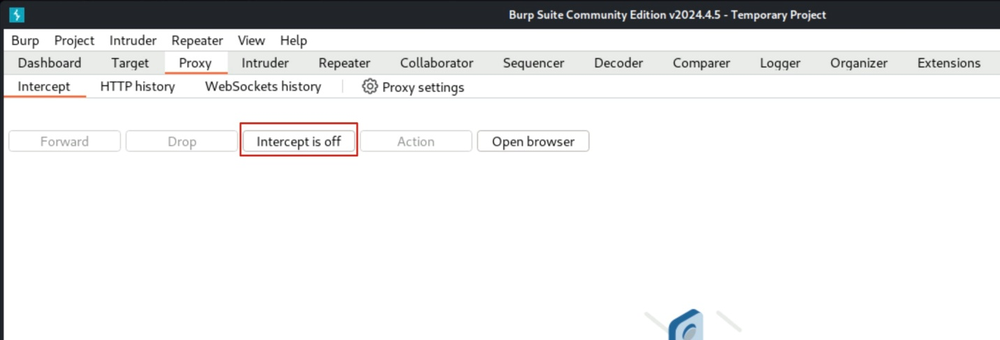 Burp Suite Community Edition v2024.4.5 - Temporary Project
Burp Project Intruder Repeater View Help
Dashboard Target Proxy Intruder Repeater Collaborator Sequencer Decoder Comparer Logger Organizer Extensions
Intercept HTTP history WebSockets history Proxy settings
Forward Drop Intercept is off Action Open browser